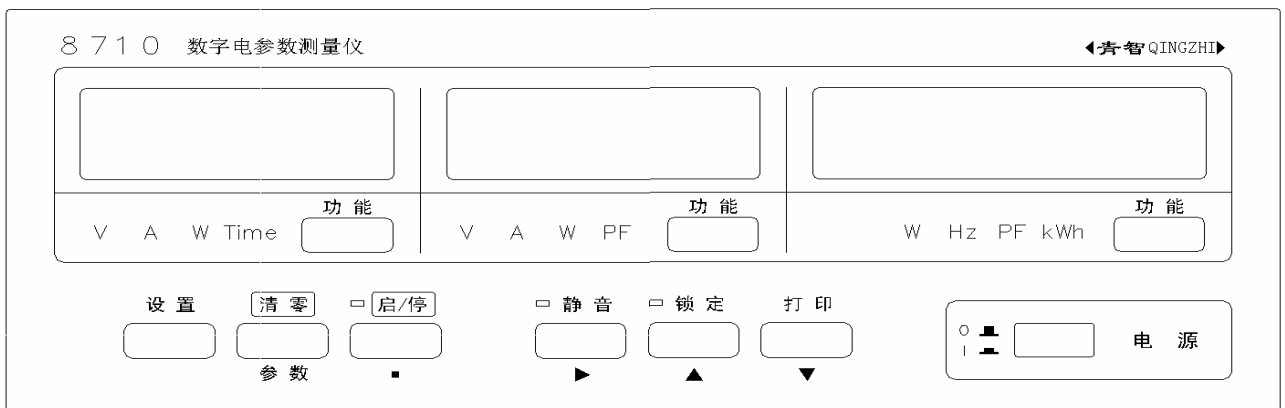 8710 数字电参数测量仪 青智QINGZHI
功能 功能 功能
V A W Time V A W PF W Hz PF kWh
设置 清零 启/停 静音 锁定 打印
O 电源
I
参数